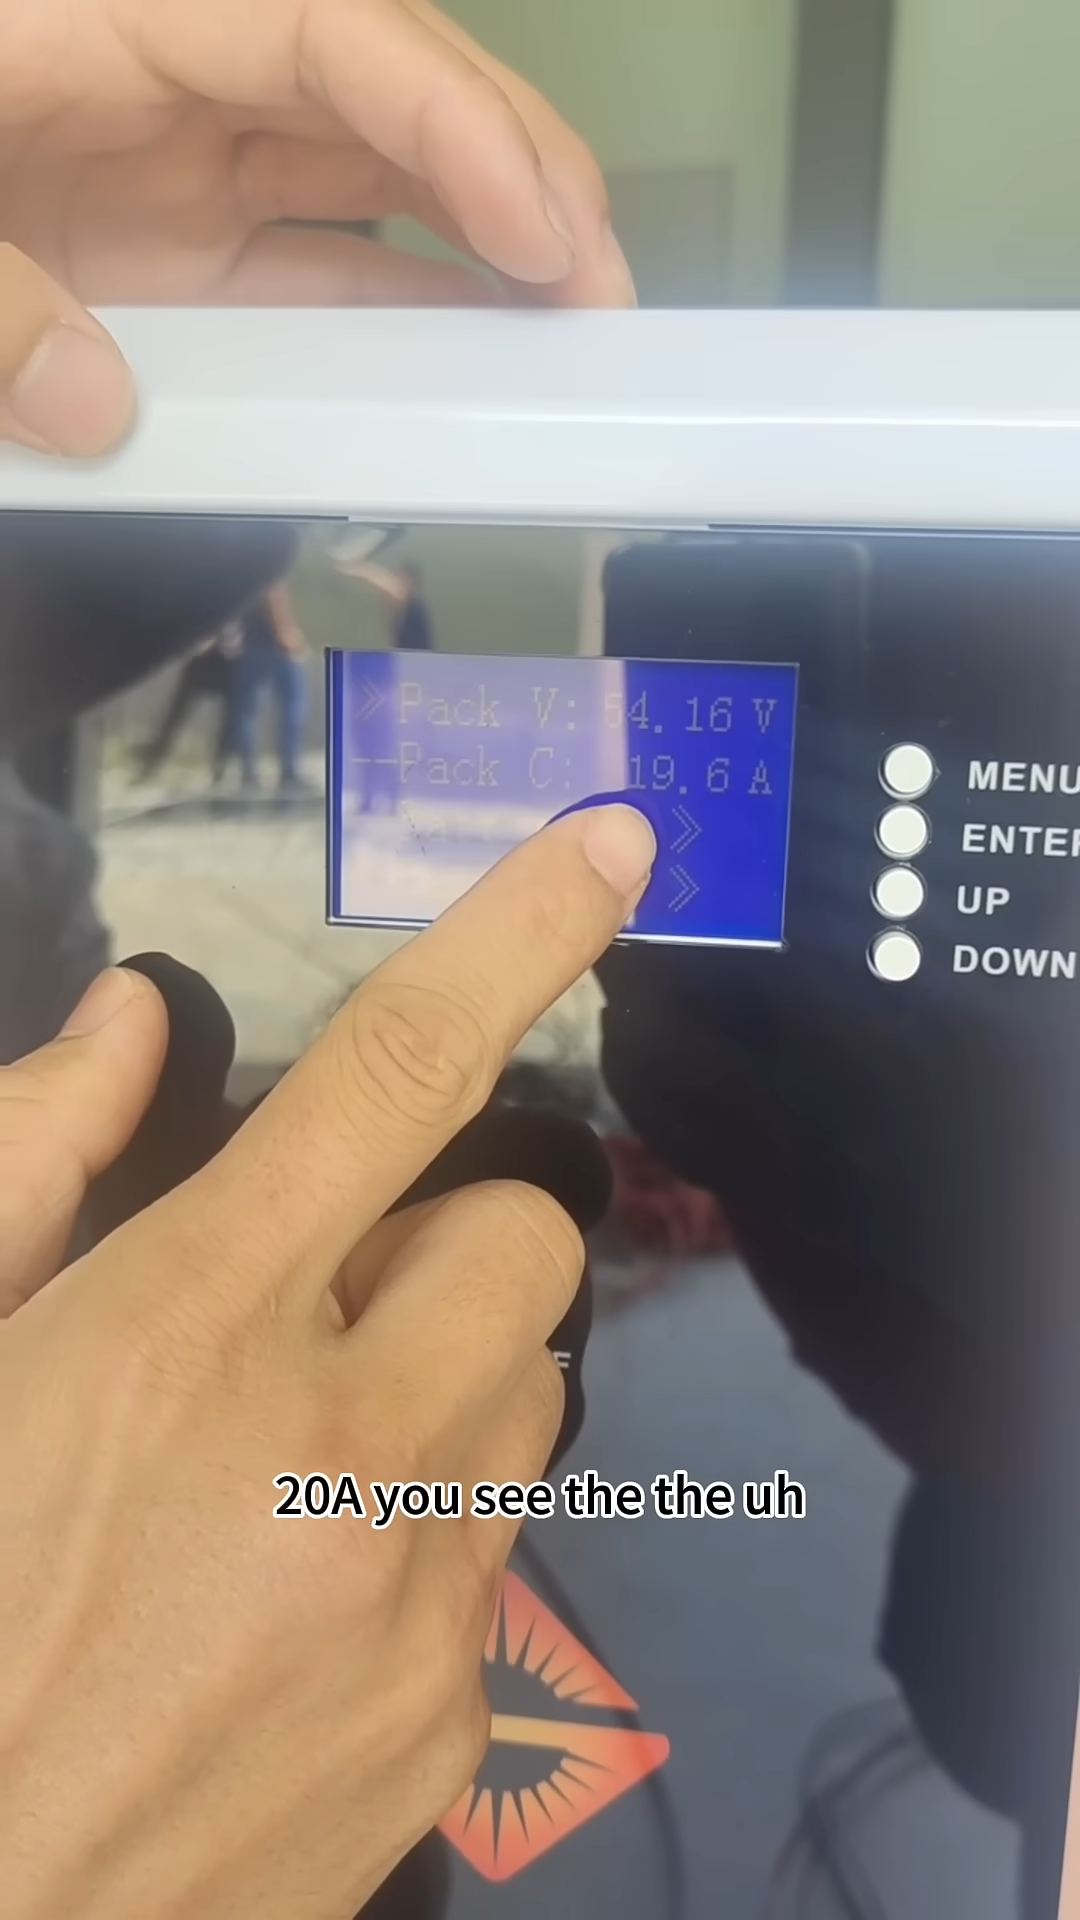 » Pack V: 54.16 V
--Pack C: 19.6 A
»
»
MENU
ENTER
UP
DOWN
20A you see the the uh